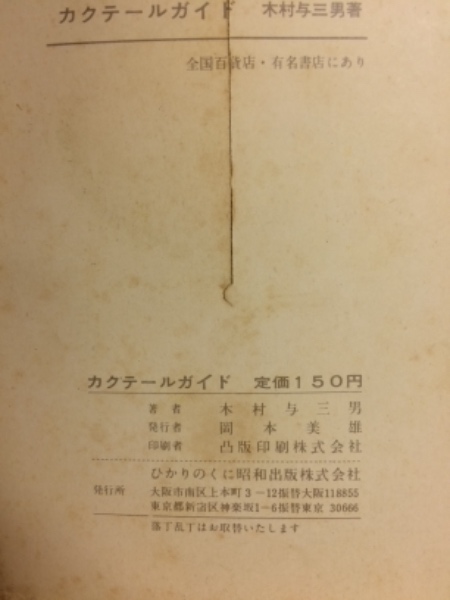 カクテールガイド 木村与三男著
全国百貨店・有名書店にあり
カクテールガイド 定価150円
著者 木村与三男
発行者 岡本美雄
印刷者 凸版印刷株式会社
ひかりのくに昭和出版株式会社
発行所 大阪市南区上本町3-12振替大阪118855
東京都新宿区神楽坂1-6振替東京 30666
落丁乱丁はお取替いたします